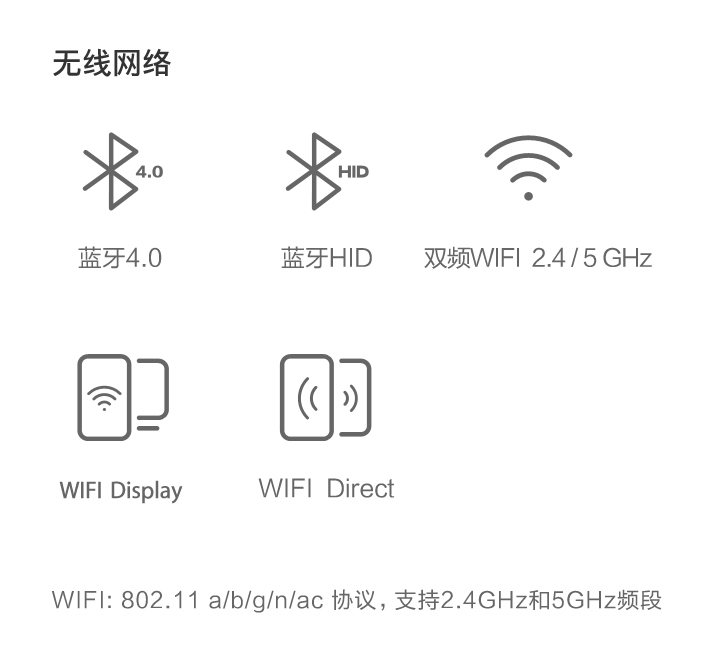 无线网络
4.0 HID
蓝牙4.0 蓝牙HID 双频WIFI 2.4 / 5 GHz
WIFI Display WIFI Direct
WIFI: 802.11 a/b/g/n/ac 协议，支持2.4GHz和5GHz频段